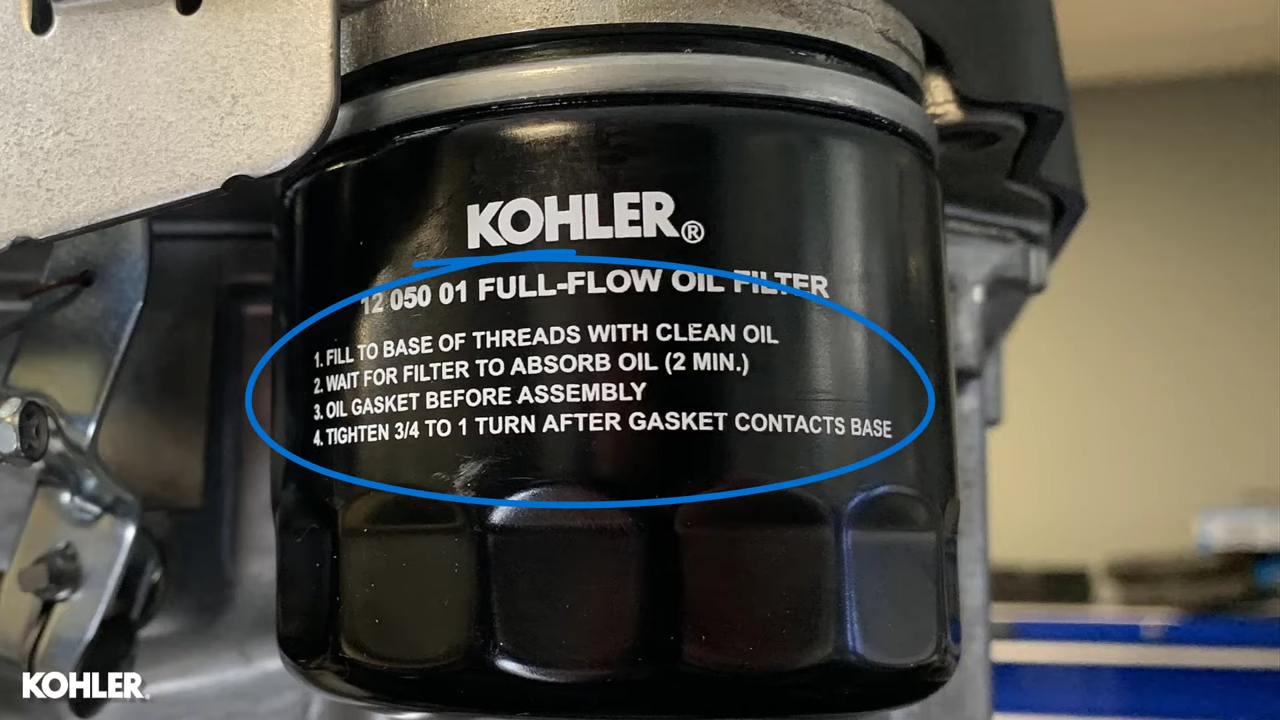 KOHLER®
12 050 01 FULL-FLOW OIL FILTER
1. FILL TO BASE OF THREADS WITH CLEAN OIL
2. WAIT FOR FILTER TO ABSORB OIL (2 MIN.)
3. OIL GASKET BEFORE ASSEMBLY
4. TIGHTEN 3/4 TO 1 TURN AFTER GASKET CONTACTS BASE
KOHLER®